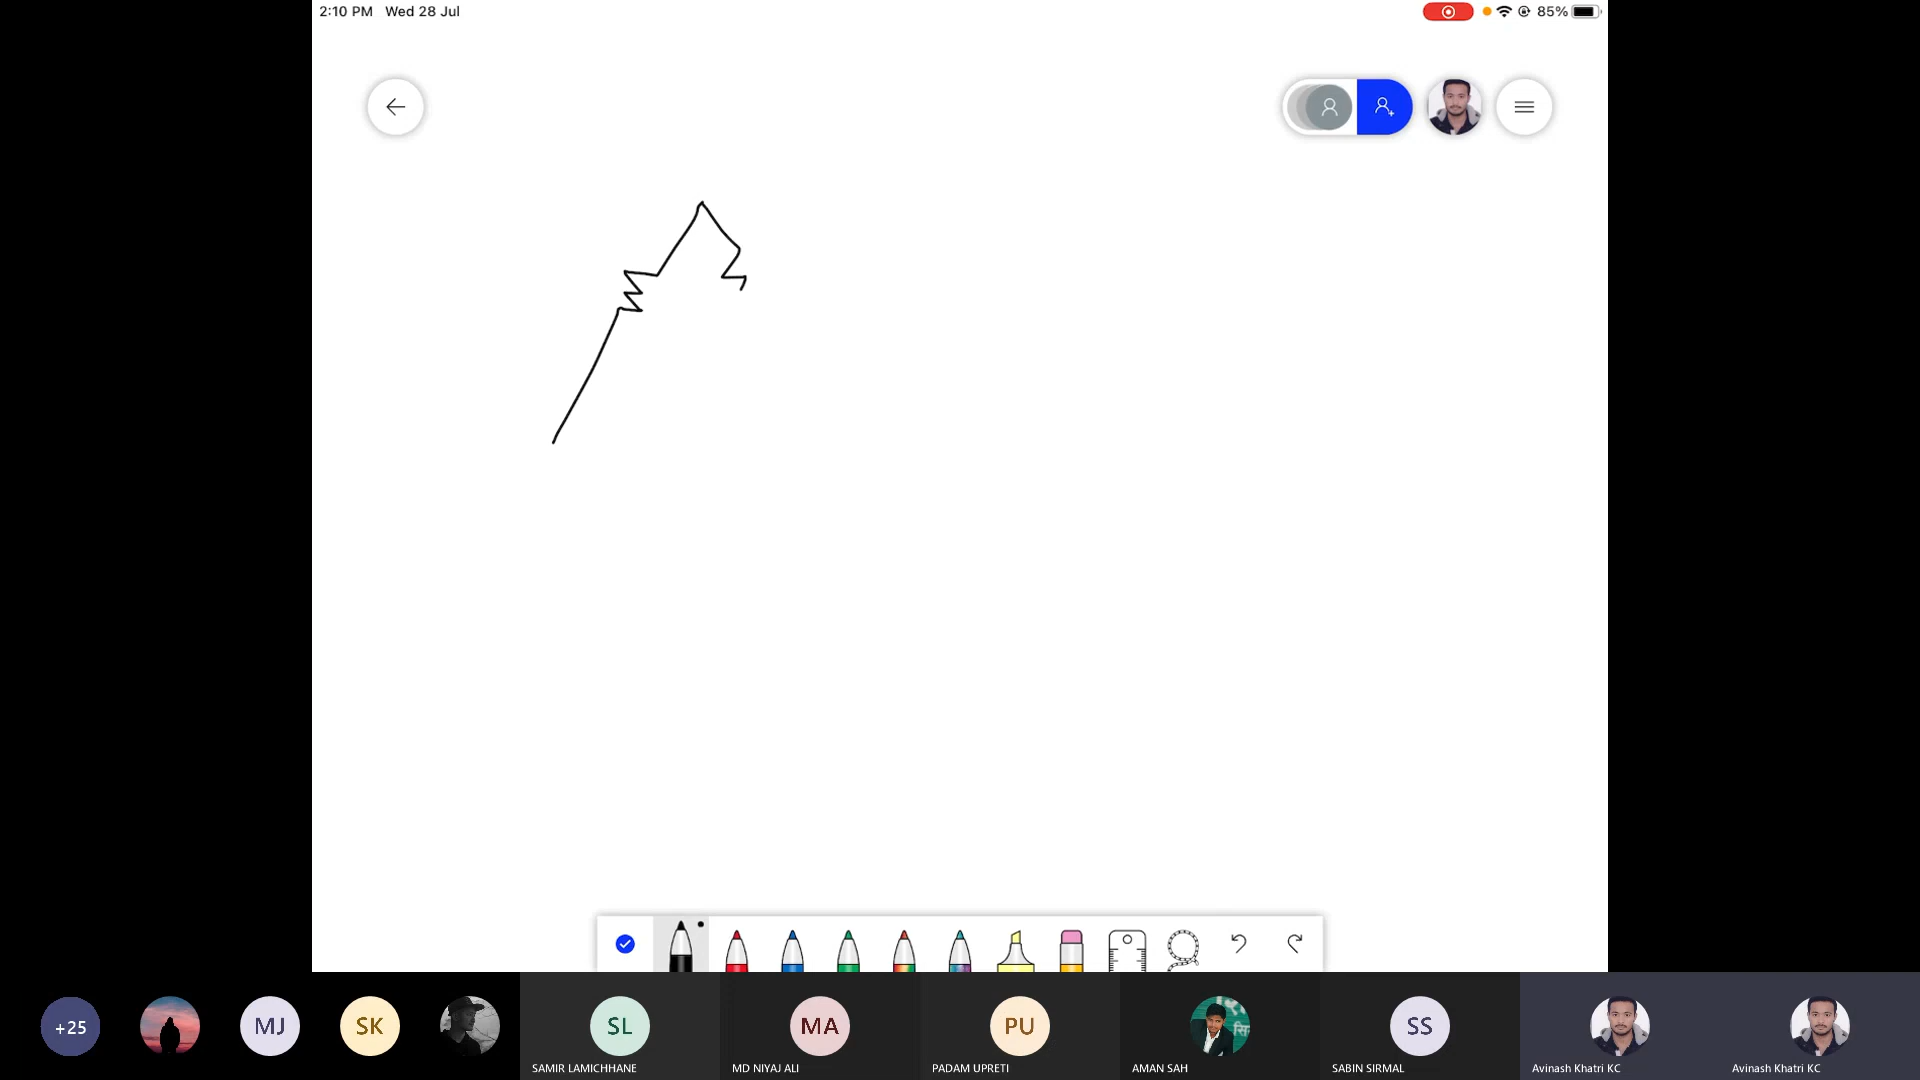 2:10 PM Wed 28 Jul
85%
+25
MJ
SK
SL
MA
PU
SS
SAMIR LAMICHHANE
MD NIYAJ ALI
PADAM UPRETI
AMAN SAH
SABIN SIRMAL
Avinash Khatri KC
Avinash Khatri KC